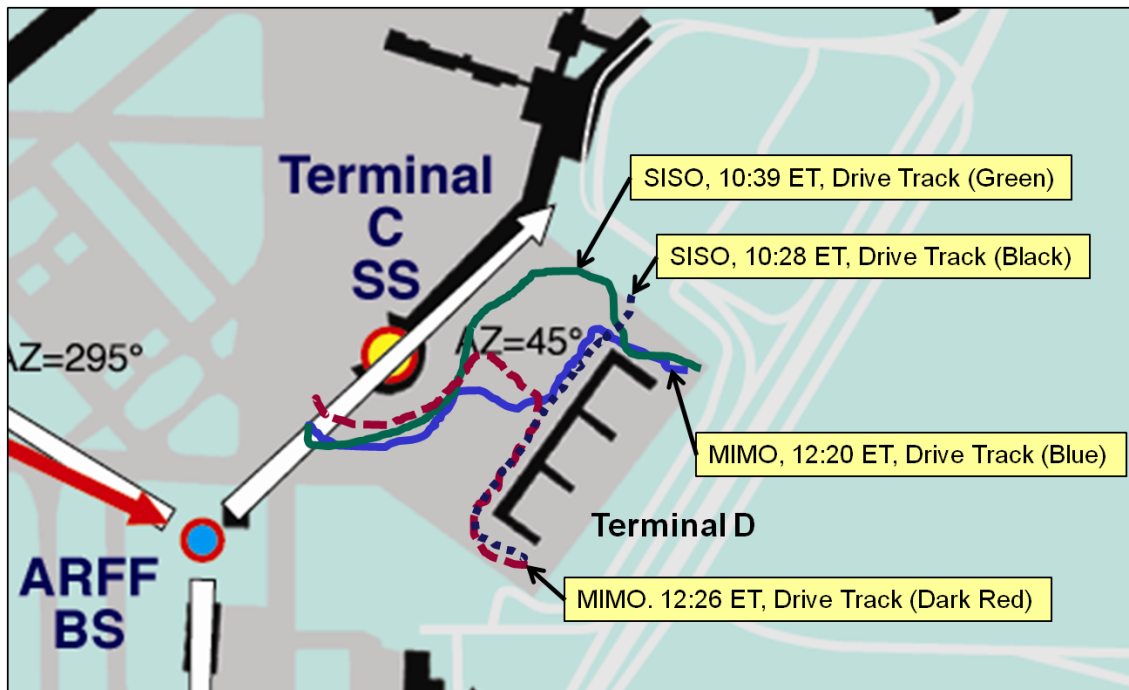 Terminal
C
SS
SISO, 10:39 ET, Drive Track (Green)
SISO, 10:28 ET, Drive Track (Black)
AZ=295°
AZ=45°
MIMO, 12:20 ET, Drive Track (Blue)
Terminal D
ARFF
BS
MIMO. 12:26 ET, Drive Track (Dark Red)